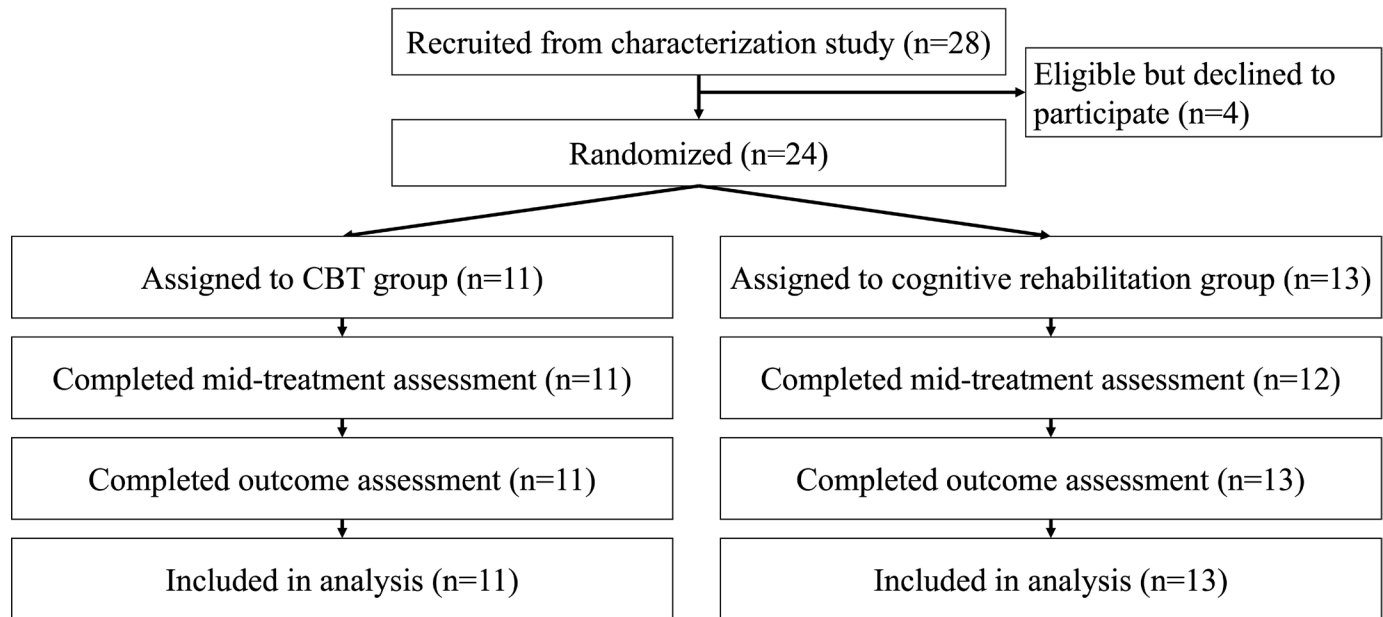 Recruited from characterization study (n=28)
Eligible but declined to
participate (n=4)
Randomized (n=24)
Assigned to CBT group (n=11)
Assigned to cognitive rehabilitation group (n=13)
Completed mid-treatment assessment (n=11)
Completed mid-treatment assessment (n=12)
Completed outcome assessment (n=11)
Completed outcome assessment (n=13)
Included in analysis (n=11)
Included in analysis (n=13)